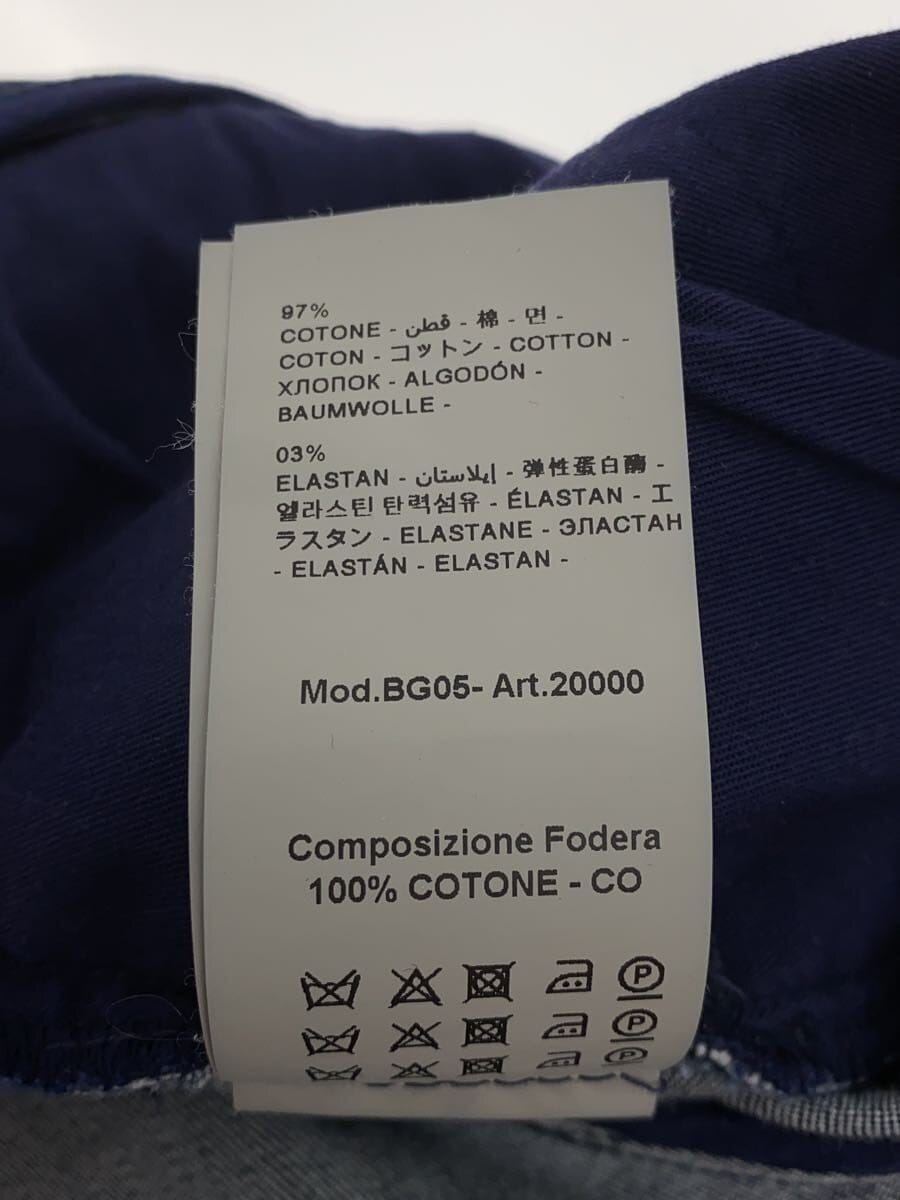 97%
COTONE - قطن - 棉 - 면 -
COTON - コットン - COTTON -
ХЛОПОК - ALGODÓN -
BAUMWOLLE -
03%
ELASTAN - إيلاستان - 弹性蛋白酶 -
엘라스틴 탄력섬유 - ÉLASTAN - エ
ラスタン - ELASTANE - ЭЛАСТАН
- ELASTÁN - ELASTAN -
Mod.BG05- Art.20000
Composizione Fodera
100% COTONE - CO
P
P
P